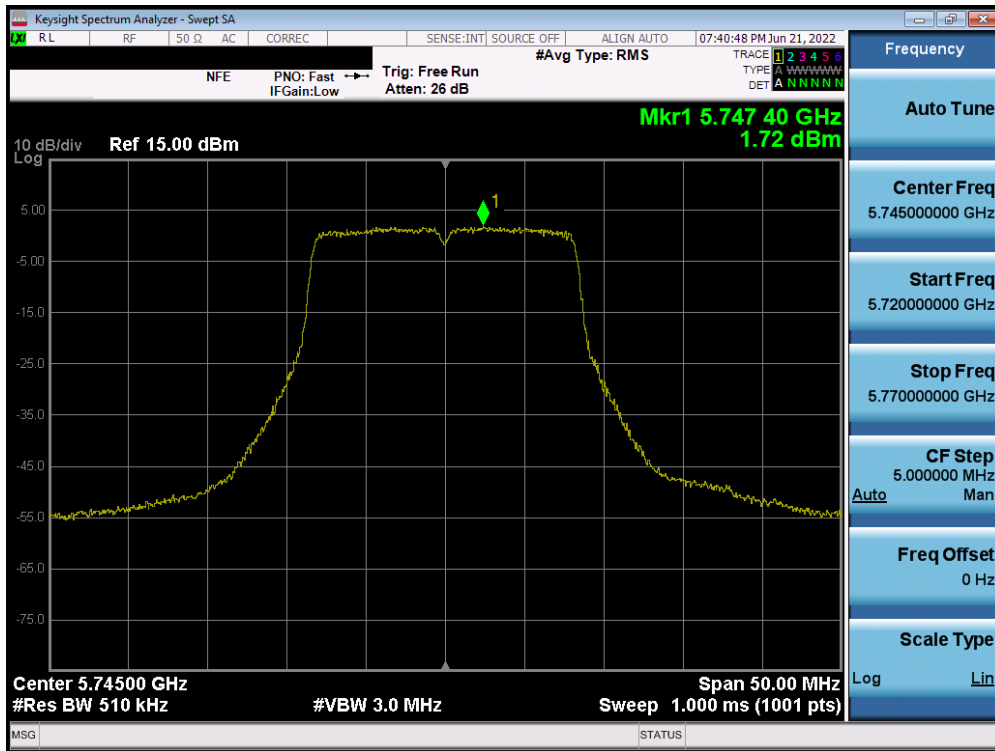 Keysight Spectrum Analyzer - Swept SA
LXI RL RF 50 Ω AC CORREC SENSE:INT SOURCE OFF ALIGN AUTO 07:40:48 PM Jun 21, 2022
#Avg Type: RMS
TRACE 1 2 3 4 5 6
TYPE A W W W W W
DET A N N N N N
NFE PNO: Fast Trig: Free Run
IFGain:Low Atten: 26 dB
Mkr1 5.747 40 GHz
1.72 dBm
10 dB/div Ref 15.00 dBm
Log
1
5.00
-5.00
-15.0
-25.0
-35.0
-45.0
-55.0
-65.0
-75.0
Center 5.74500 GHz Span 50.00 MHz
#Res BW 510 kHz #VBW 3.0 MHz Sweep 1.000 ms (1001 pts)
MSG STATUS
Frequency
Auto Tune
Center Freq
5.745000000 GHz
Start Freq
5.720000000 GHz
Stop Freq
5.770000000 GHz
CF Step
5.000000 MHz
Auto Man
Freq Offset
0 Hz
Scale Type
Log Lin